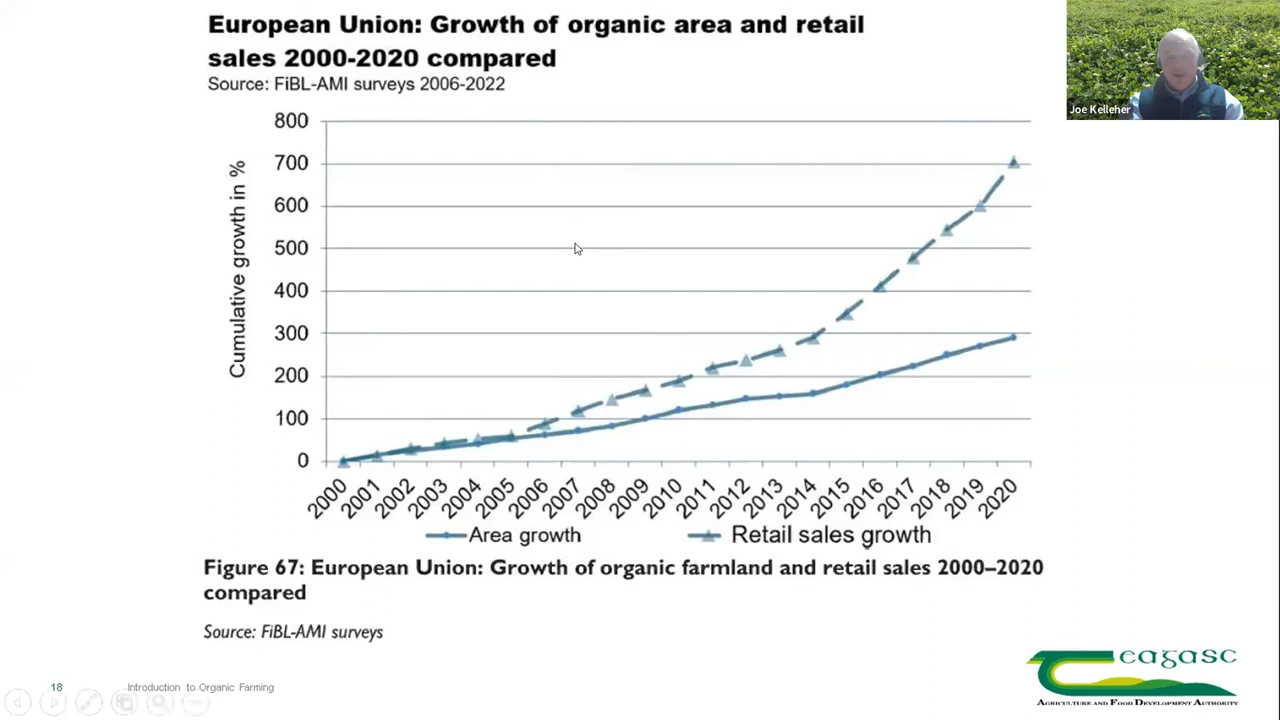 European Union: Growth of organic area and retail
sales 2000-2020 compared
Source: FiBL-AMI surveys 2006-2022
Joe Kelleher
Cumulative growth in %
800
700
600
500
400
300
200
100
0
2000 2001 2002 2003 2004 2005 2006 2007 2008 2009 2010 2011 2012 2013 2014 2015 2016 2017 2018 2019 2020
Area growth Retail sales growth
Figure 67: European Union: Growth of organic farmland and retail sales 2000–2020
compared
Source: FiBL-AMI surveys
18 Introduction to Organic Farming
teagasc
AGRICULTURE AND FOOD DEVELOPMENT AUTHORITY